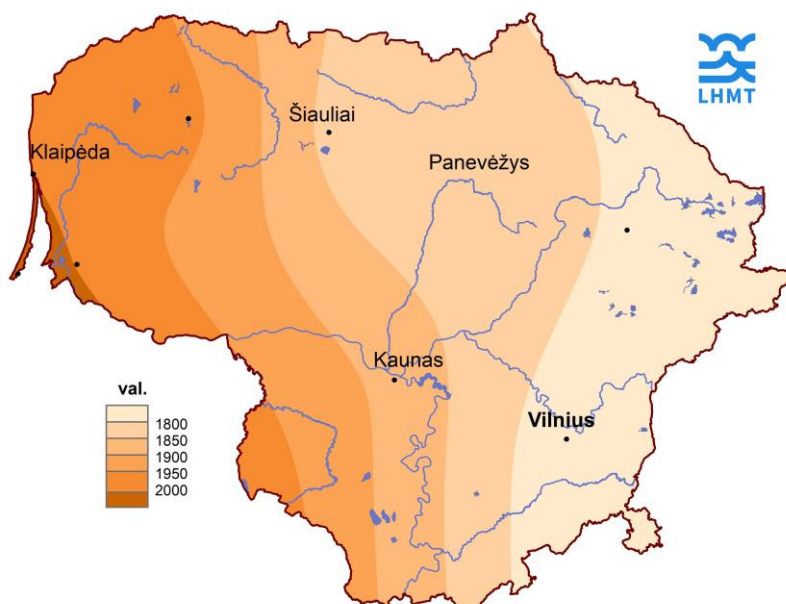 LHMT
Šiauliai
Klaipėda
Panevėžys
Kaunas
val.
1800
1850
1900
1950
2000
Vilnius